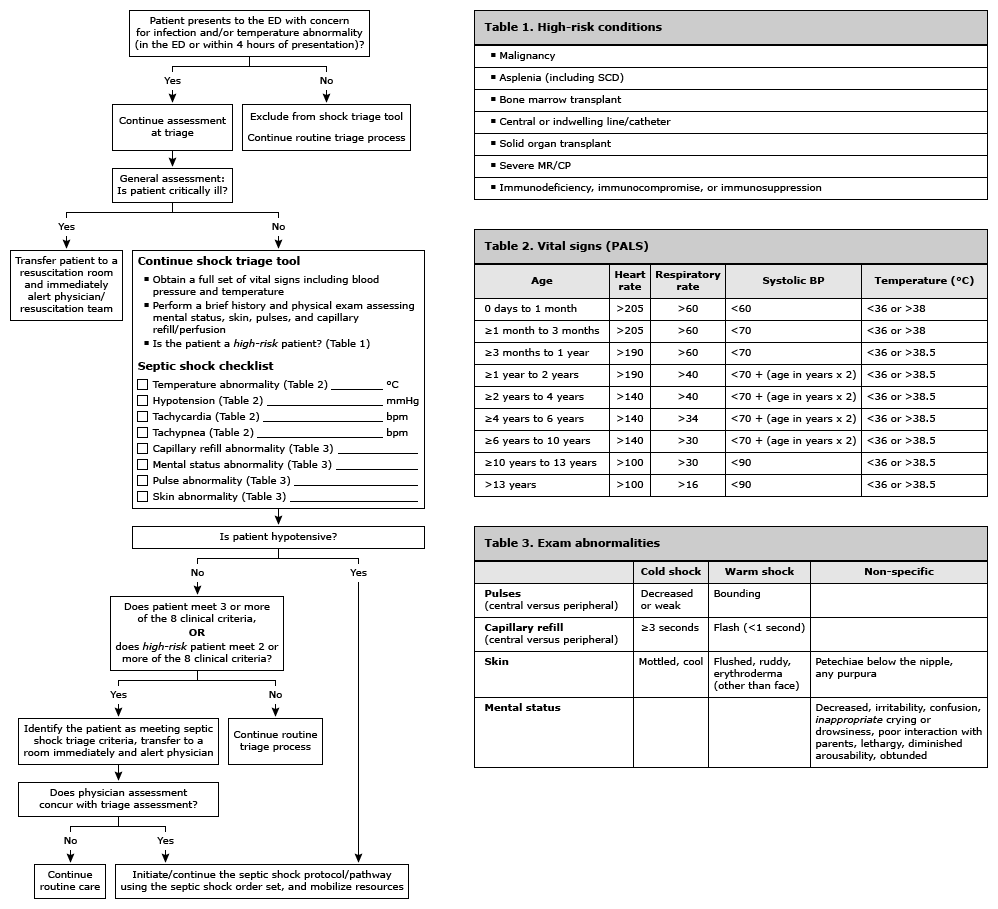 Patient presents to the ED with concern
for infection and/or temperature abnormality
(in the ED or within 4 hours of presentation)?
Yes
No
Continue assessment
at triage
Exclude from shock triage tool
Continue routine triage process
General assessment:
Is patient critically ill?
Yes
No
Transfer patient to a
resuscitation room
and immediately
alert physician/
resuscitation team
Continue shock triage tool
▪ Obtain a full set of vital signs including blood
pressure and temperature
▪ Perform a brief history and physical exam assessing
mental status, skin, pulses, and capillary
refill/perfusion
▪ Is the patient a high-risk patient? (Table 1)
Septic shock checklist
Temperature abnormality (Table 2) ________ °C
Hypotension (Table 2) ________ mmHg
Tachycardia (Table 2) ________ bpm
Tachypnea (Table 2) ________ bpm
Capillary refill abnormality (Table 3) ________
Mental status abnormality (Table 3) ________
Pulse abnormality (Table 3) ________
Skin abnormality (Table 3) ________
Is patient hypotensive?
No
Yes
Does patient meet 3 or more
of the 8 clinical criteria,
OR
does high-risk patient meet 2 or
more of the 8 clinical criteria?
Yes
No
Identify the patient as meeting septic
shock triage criteria, transfer to a
room immediately and alert physician
Continue routine
triage process
Does physician assessment
concur with triage assessment?
No
Yes
Continue
routine care
Initiate/continue the septic shock protocol/pathway
using the septic shock order set, and mobilize resources
Table 1. High-risk conditions
▪ Malignancy
▪ Asplenia (including SCD)
▪ Bone marrow transplant
▪ Central or indwelling line/catheter
▪ Solid organ transplant
▪ Severe MR/CP
▪ Immunodeficiency, immunocompromise, or immunosuppression
Table 2. Vital signs (PALS)
Age Heart rate Respiratory rate Systolic BP Temperature (°C)
0 days to 1 month >205 >60 <60 <36 or >38
≥1 month to 3 months >205 >60 <70 <36 or >38
≥3 months to 1 year >190 >60 <70 <36 or >38.5
≥1 year to 2 years >190 >40 <70 + (age in years x 2) <36 or >38.5
≥2 years to 4 years >140 >40 <70 + (age in years x 2) <36 or >38.5
≥4 years to 6 years >140 >34 <70 + (age in years x 2) <36 or >38.5
≥6 years to 10 years >140 >30 <70 + (age in years x 2) <36 or >38.5
≥10 years to 13 years >100 >30 <90 <36 or >38.5
>13 years >100 >16 <90 <36 or >38.5
Table 3. Exam abnormalities
Cold shock Warm shock Non-specific
Pulses
(central versus peripheral)
Decreased
or weak
Bounding
Capillary refill
(central versus peripheral)
≥3 seconds
Flash (<1 second)
Skin
Mottled, cool
Flushed, ruddy,
erythroderma
(other than face)
Petechiae below the nipple,
any purpura
Mental status
Decreased, irritability, confusion,
inappropriate crying or
drowsiness, poor interaction with
parents, lethargy, diminished
arousability, obtunded